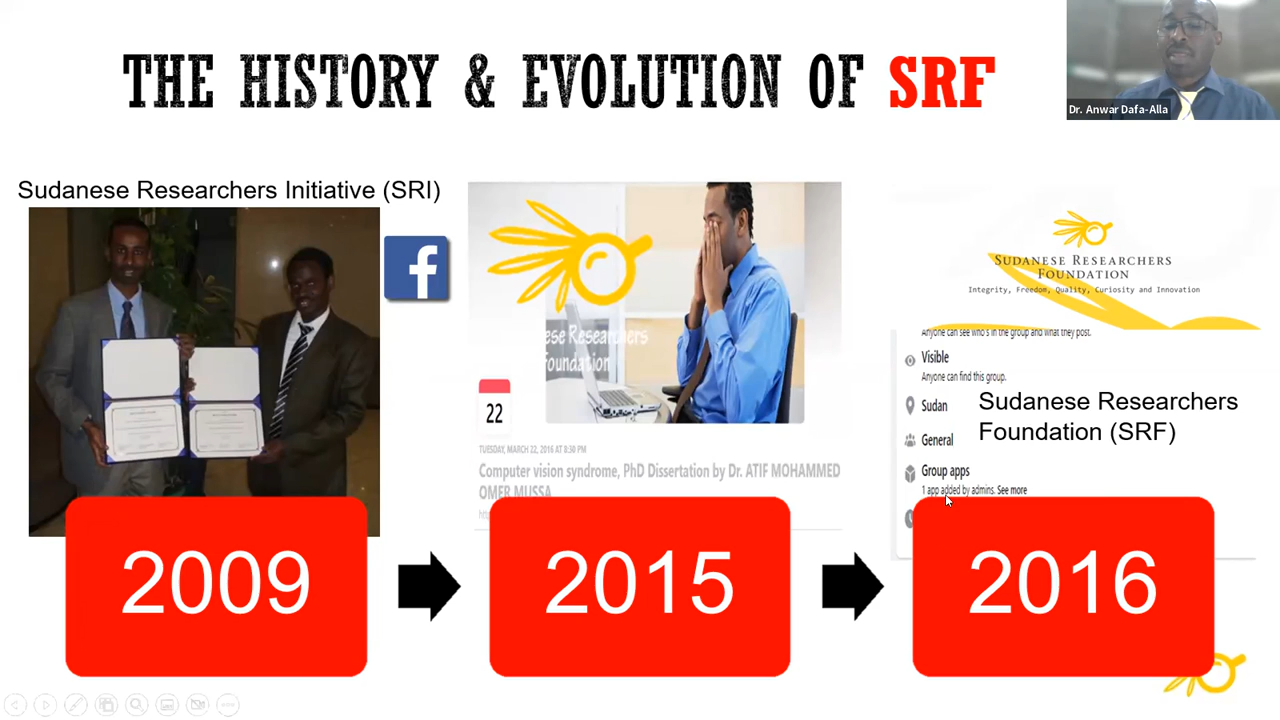 THE HISTORY & EVOLUTION OF SRF
Dr. Anwar Dafa-Alla
Sudanese Researchers Initiative (SRI)
f
ese Researchers
Foundation
22
TUESDAY, MARCH 22, 2016 AT 8:30 PM
Computer vision syndrome, PhD Dissertation by Dr. ATIF MOHAMMED
OMER MUSSA
SUDANESE RESEARCHERS
FOUNDATION
Integrity, Freedom, Quality, Curiosity and Innovation
Anyone can see who's in the group and what they post.
Visible
Anyone can find this group.
Sudan
General
Group apps
1 app added by admins. See more
Sudanese Researchers
Foundation (SRF)
2009
2015
2016